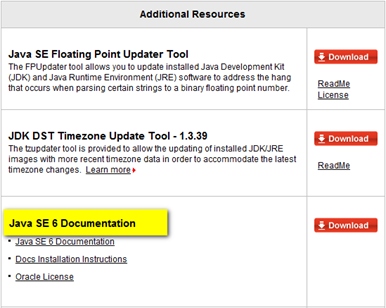 Additional Resources
Java SE Floating Point Updater Tool
The FPUpdater tool allows you to update installed Java Development Kit
(JDK) and Java Runtime Environment (JRE) software to address the hang
that occurs when parsing certain strings to a binary floating point number.
Download
ReadMe
License
JDK DST Timezone Update Tool - 1.3.39
The tzupdater tool is provided to allow the updating of installed JDK/JRE
images with more recent timezone data in order to accommodate the latest
timezone changes. Learn more
Download
ReadMe
Java SE 6 Documentation
Java SE 6 Documentation
Docs Installation Instructions
Oracle License
Download